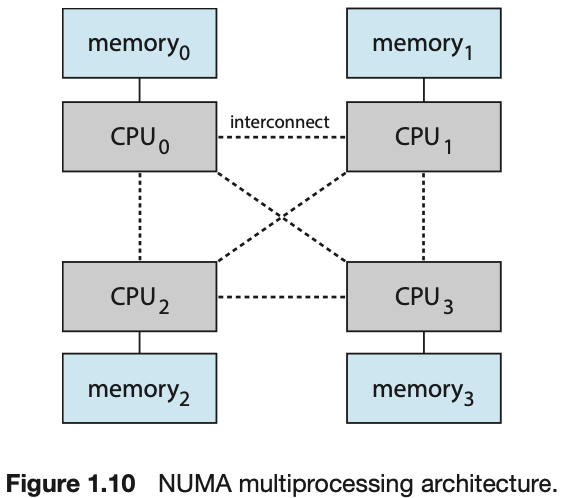 memory₀ memory₁
CPU₀ interconnect CPU₁
CPU₂ CPU₃
memory₂ memory₃
Figure 1.10 NUMA multiprocessing architecture.